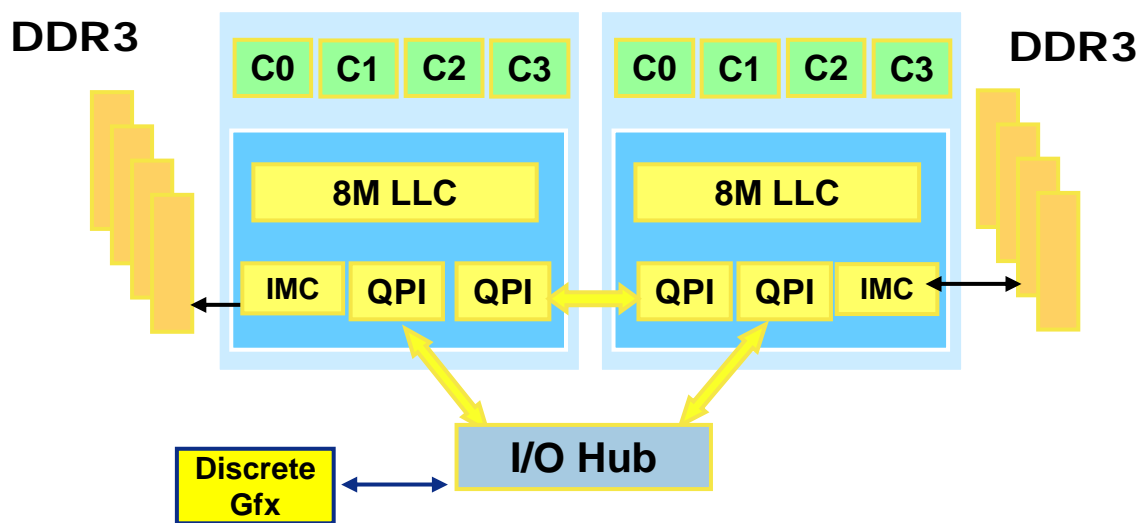 DDR3
DDR3
C0 C1 C2 C3
C0 C1 C2 C3
8M LLC
8M LLC
IMC QPI QPI
QPI QPI IMC
I/O Hub
Discrete
Gfx